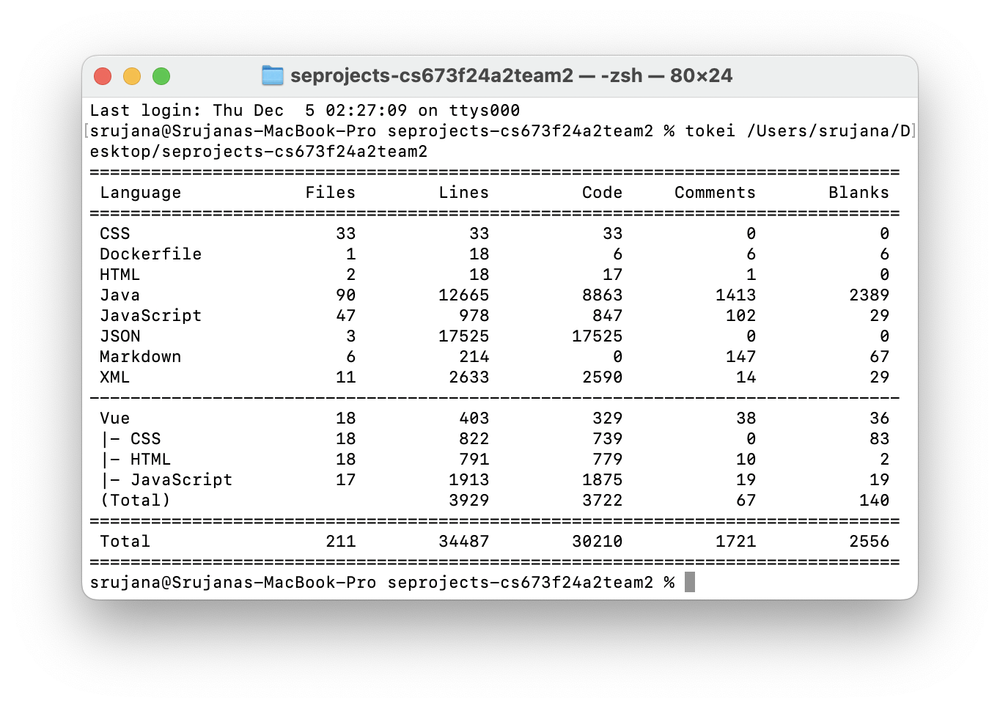 seprojects-cs673f24a2team2 — -zsh — 80×24
Last login: Thu Dec  5 02:27:09 on ttys000
[srujana@Srujanas-MacBook-Pro seprojects-cs673f24a2team2 % tokei /Users/srujana/D]
esktop/seprojects-cs673f24a2team2
===============================================================================
 Language            Files        Lines         Code     Comments       Blanks
===============================================================================
 CSS                    33           33           33            0            0
 Dockerfile              1           18            6            6            6
 HTML                    2           18           17            1            0
 Java                   90        12665         8863         1413         2389
 JavaScript             47          978          847          102           29
 JSON                    3        17525        17525            0            0
 Markdown                6          214            0          147           67
 XML                    11         2633         2590           14           29
-------------------------------------------------------------------------------
 Vue                    18          403          329           38           36
 |- CSS                 18          822          739            0           83
 |- HTML                18          791          779           10            2
 |- JavaScript          17         1913         1875           19           19
 (Total)                           3929         3722           67          140
===============================================================================
 Total                 211        34487        30210         1721         2556
===============================================================================
srujana@Srujanas-MacBook-Pro seprojects-cs673f24a2team2 %